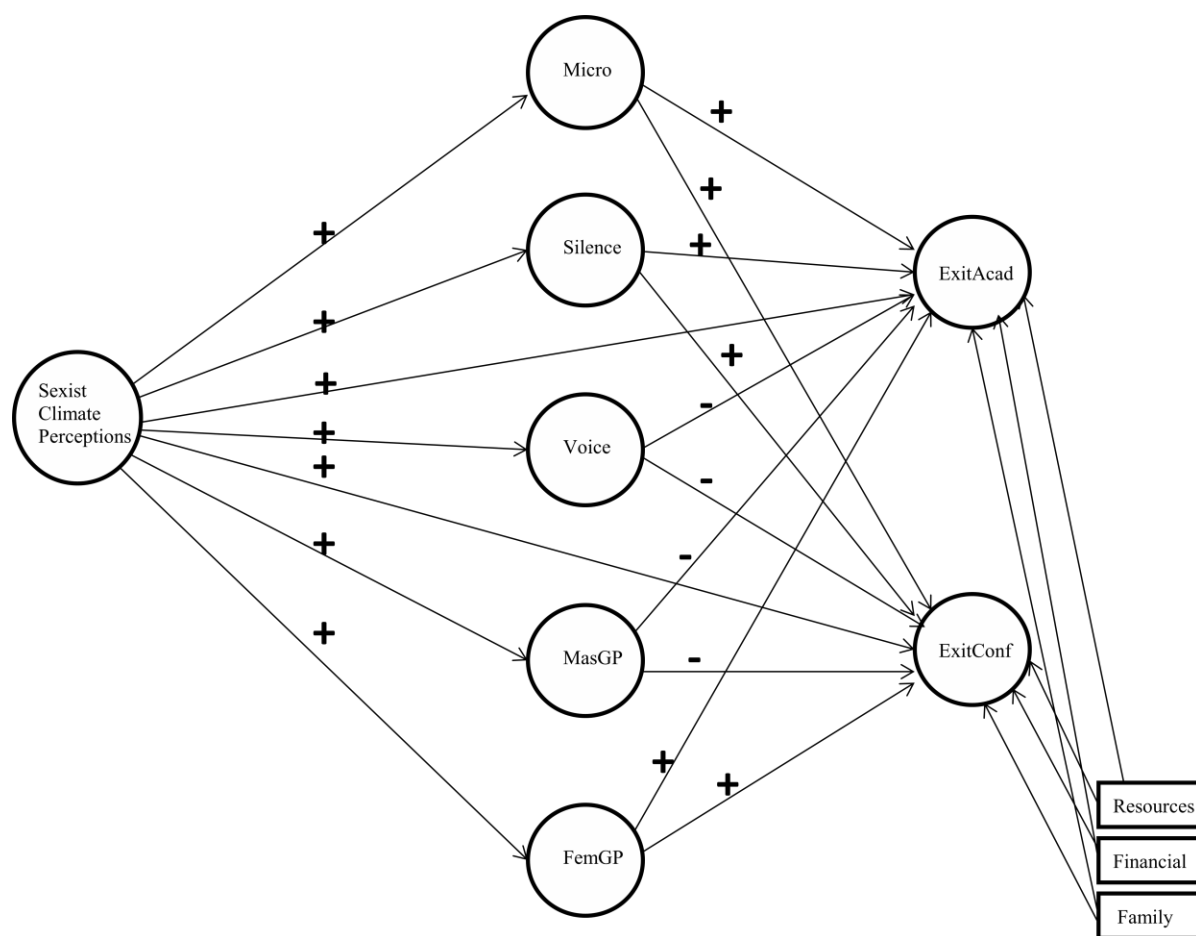 Micro
+
+
Silence
+
+
+
ExitAcad
+
+
+
Sexist
Climate
Perceptions
-
+
Voice
+
-
+
-
MasGP
-
+
ExitConf
+
+
FemGP
Resources
Financial
Family